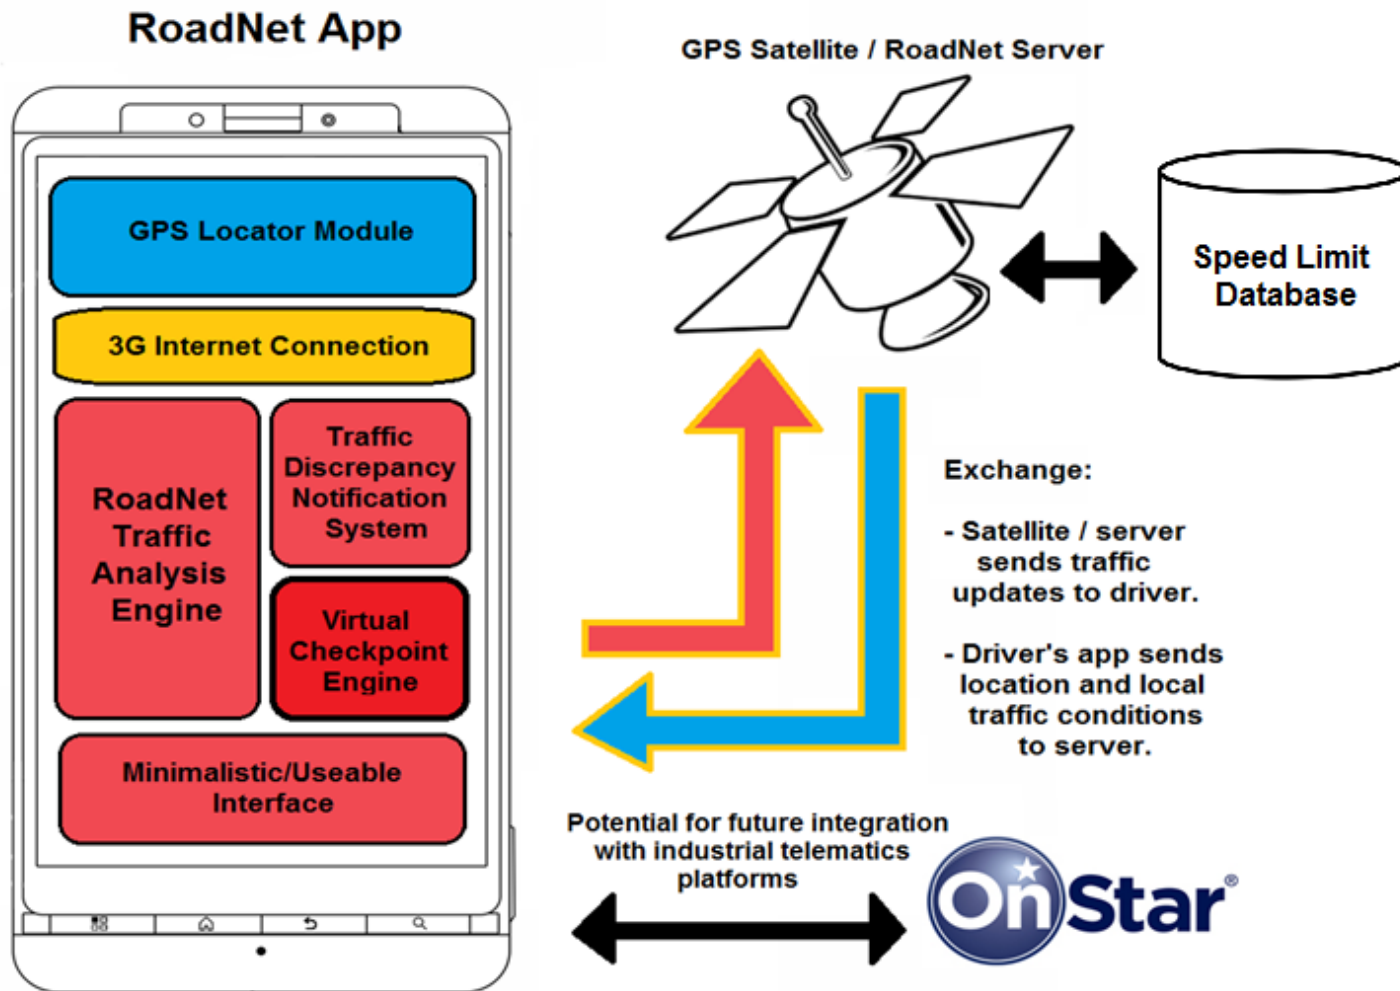 RoadNet App
GPS Satellite / RoadNet Server
GPS Locator Module
3G Internet Connection
RoadNet
Traffic
Analysis
Engine
Traffic
Discrepancy
Notification
System
Virtual
Checkpoint
Engine
Minimalistic/Useable
Interface
Speed Limit
Database
Exchange:
- Satellite / server
sends traffic
updates to driver.
- Driver's app sends
location and local
traffic conditions
to server.
Potential for future integration
with industrial telematics
platforms
OnStar®